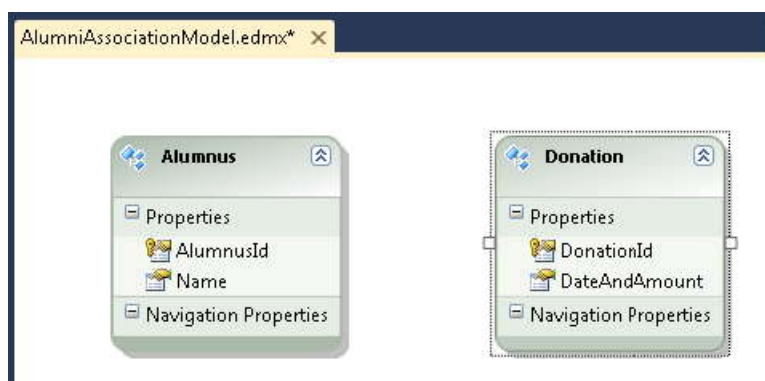 AlumniAssociationModel.edmx*
Alumnus
Properties
AlumnusId
Name
Navigation Properties
Donation
Properties
DonationId
DateAndAmount
Navigation Properties